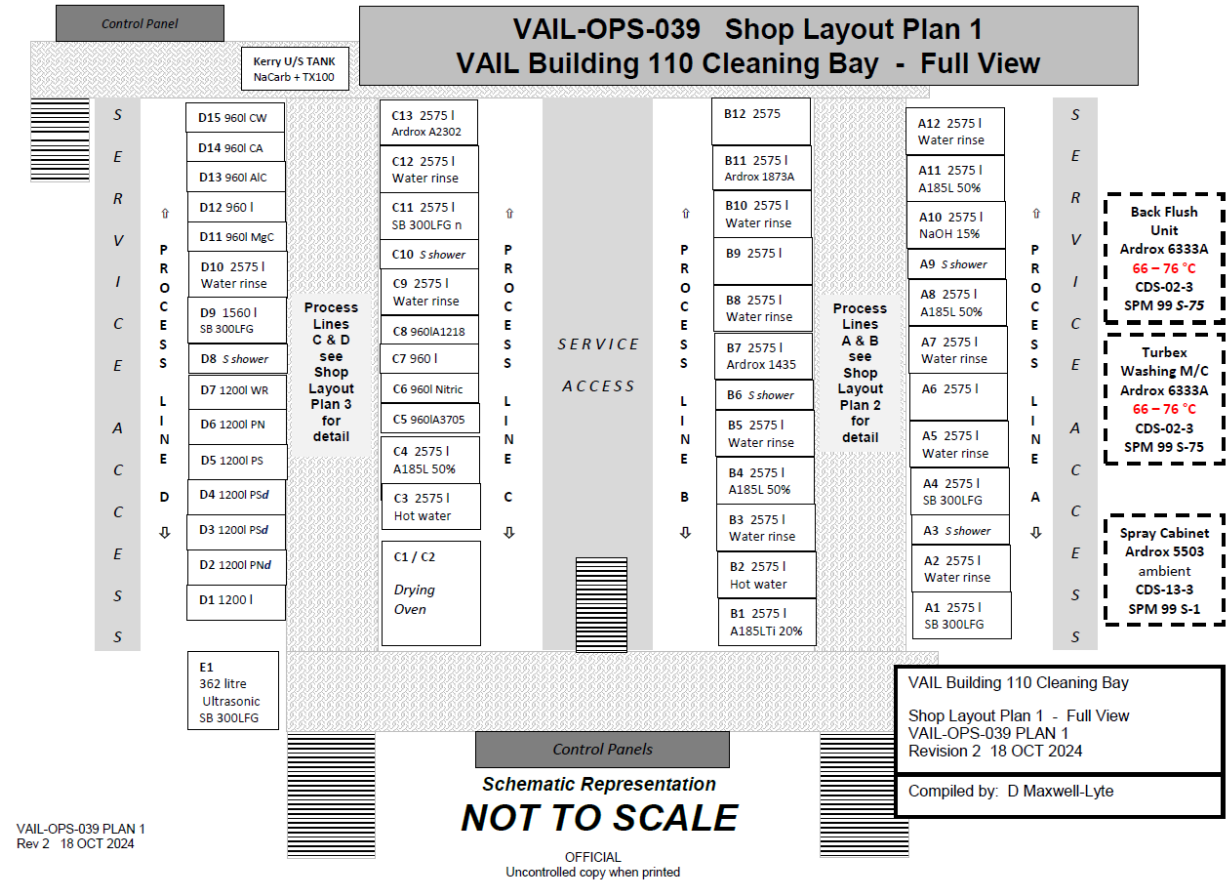 Control Panel
VAIL-OPS-039 Shop Layout Plan 1
VAIL Building 110 Cleaning Bay - Full View
Kerry U/S TANK
NaCarb + TX100
S E R V I C E A C C E S S
⇧
P R O C E S S L I N E D
⇩
D15 960l CW
D14 960l CA
D13 960l AlC
D12 960 l
D11 960l MgC
D10 2575 l
Water rinse
D9 1560 l
SB 300LFG
D8 S shower
D7 1200l WR
D6 1200l PN
D5 1200l PS
D4 1200l PSd
D3 1200l PSd
D2 1200l PNd
D1 1200 l
E1
362 litre
Ultrasonic
SB 300LFG
Process
Lines
C & D
see
Shop
Layout
Plan 3
for
detail
C13 2575 l
Ardrox A2302
C12 2575 l
Water rinse
C11 2575 l
SB 300LFG n
C10 S shower
C9 2575 l
Water rinse
C8 960lA1218
C7 960 l
C6 960l Nitric
C5 960lA3705
C4 2575 l
A185L 50%
C3 2575 l
Hot water
C1 / C2
Drying
Oven
⇧
P R O C E S S L I N E C
⇩
SERVICE
ACCESS
⇧
P R O C E S S L I N E B
⇩
B12 2575
B11 2575 l
Ardrox 1873A
B10 2575 l
Water rinse
B9 2575 l
B8 2575 l
Water rinse
B7 2575 l
Ardrox 1435
B6 S shower
B5 2575 l
Water rinse
B4 2575 l
A185L 50%
B3 2575 l
Water rinse
B2 2575 l
Hot water
B1 2575 l
A185LTi 20%
Process
Lines
A & B
see
Shop
Layout
Plan 2
for
detail
A12 2575 l
Water rinse
A11 2575 l
A185L 50%
A10 2575 l
NaOH 15%
A9 S shower
A8 2575 l
A185L 50%
A7 2575 l
Water rinse
A6 2575 l
A5 2575 l
Water rinse
A4 2575 l
SB 300LFG
A3 S shower
A2 2575 l
Water rinse
A1 2575 l
SB 300LFG
⇧
P R O C E S S L I N E A
⇩
S E R V I C E A C C E S S
Back Flush
Unit
Ardrox 6333A
66 – 76 °C
CDS-02-3
SPM 99 S-75
Turbex
Washing M/C
Ardrox 6333A
66 – 76 °C
CDS-02-3
SPM 99 S-75
Spray Cabinet
Ardrox 5503
ambient
CDS-13-3
SPM 99 S-1
VAIL Building 110 Cleaning Bay
Shop Layout Plan 1 - Full View
VAIL-OPS-039 PLAN 1
Revision 2 18 OCT 2024
Compiled by: D Maxwell-Lyte
Control Panels
Schematic Representation
NOT TO SCALE
VAIL-OPS-039 PLAN 1
Rev 2 18 OCT 2024
OFFICIAL
Uncontrolled copy when printed